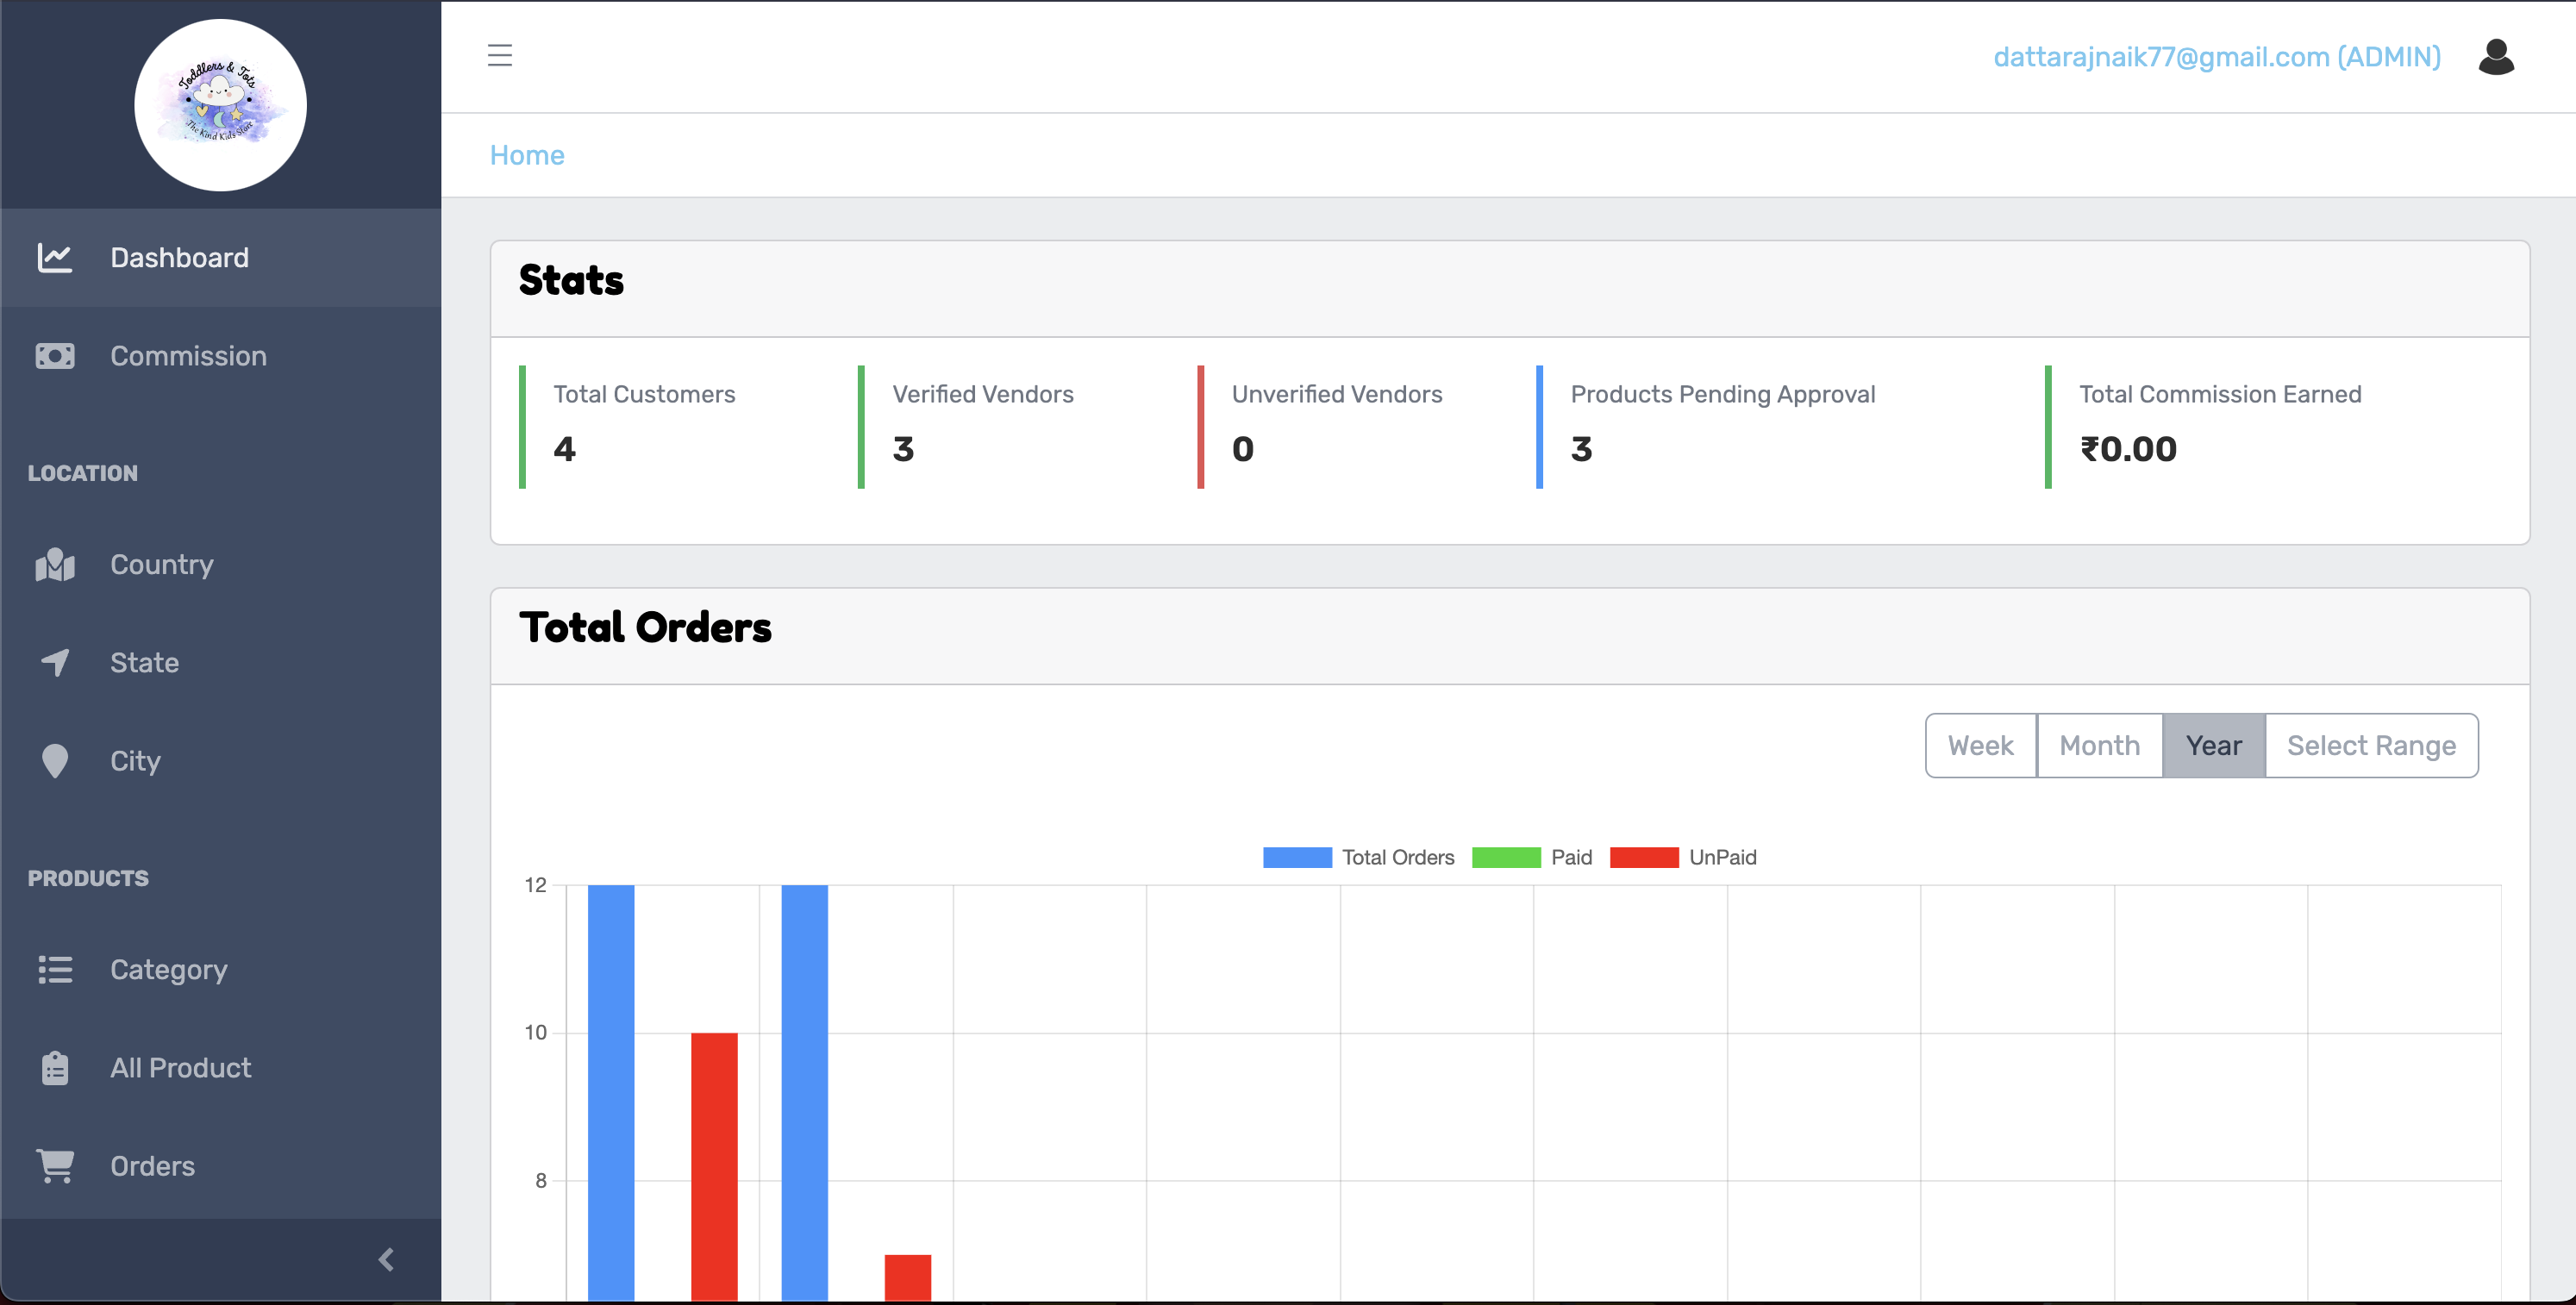 Toddlers & Tots
The Kind Kids Store
dattarajnaik77@gmail.com (ADMIN)
Home
Dashboard
Commission
LOCATION
Country
State
City
PRODUCTS
Category
All Product
Orders
Stats
Total Customers
4
Verified Vendors
3
Unverified Vendors
0
Products Pending Approval
3
Total Commission Earned
₹0.00
Total Orders
Week Month Year Select Range
Total Orders Paid UnPaid
12
10
8